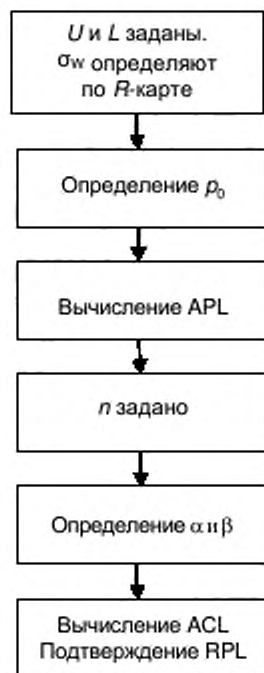 U и L заданы.
σw определяют
по R-карте
Определение p₀
Вычисление APL
n задано
Определение α и β
Вычисление ACL
Подтверждение RPL